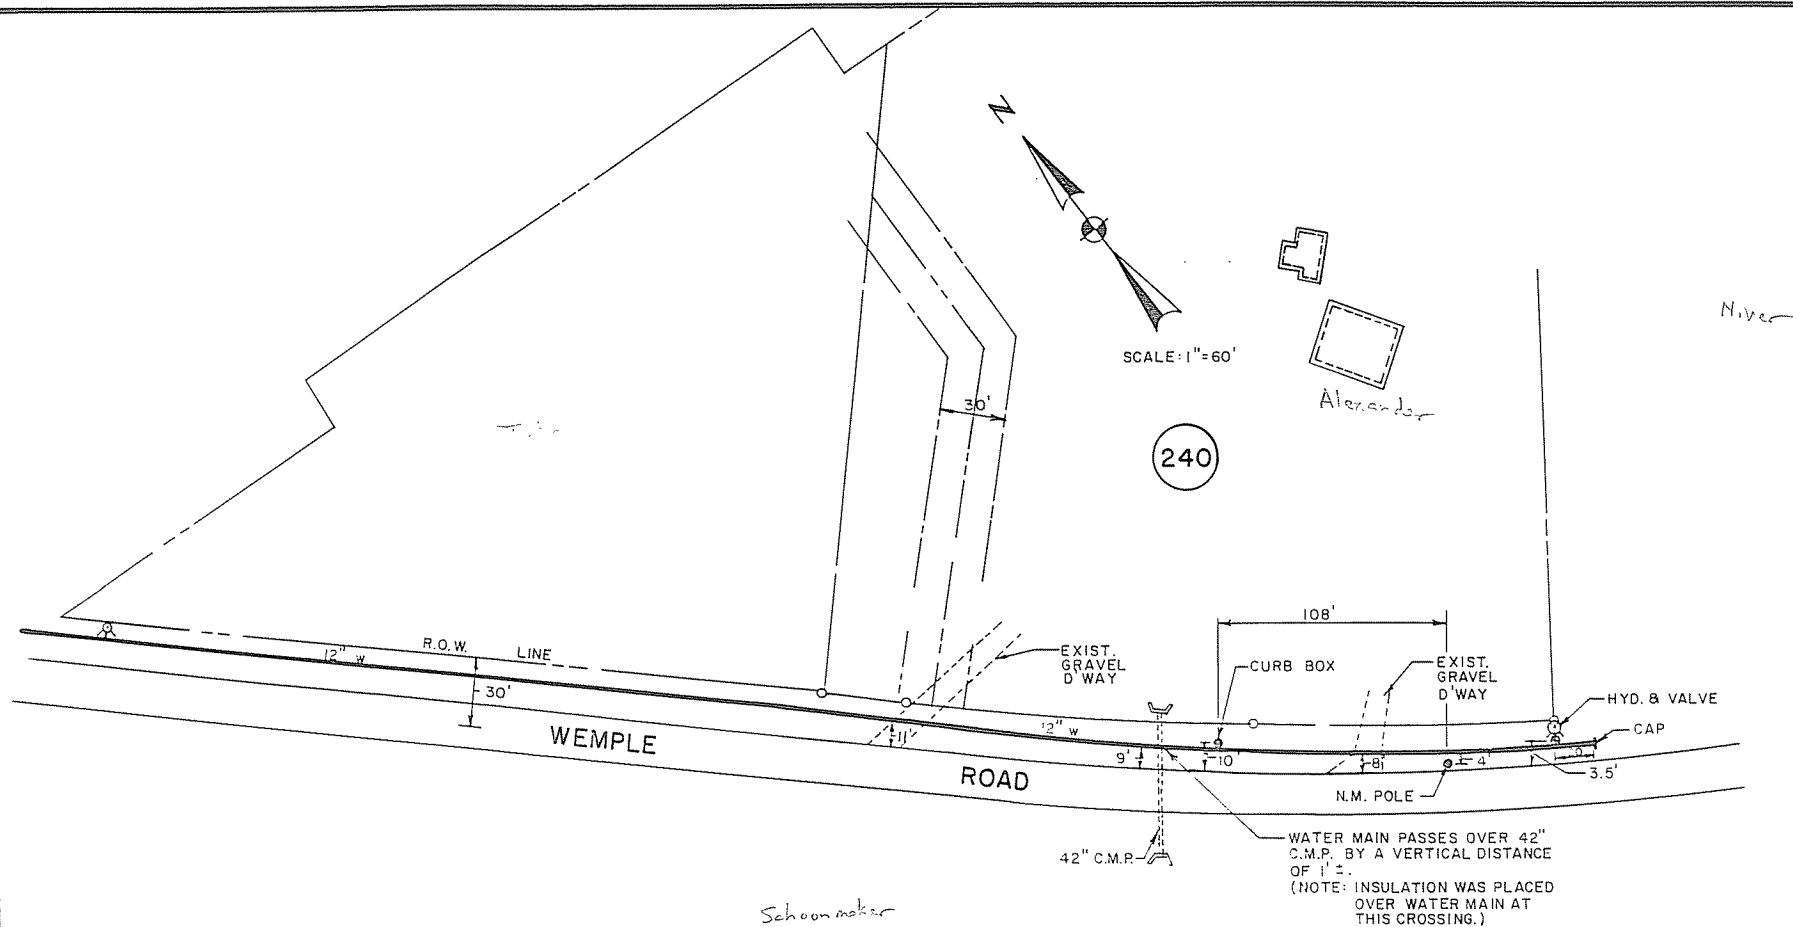 N
Niver
SCALE: 1"=60'
Alexander
30'
240
108'
R.O.W. LINE
12" W
30'
EXIST.
GRAVEL
D'WAY
CURB BOX
EXIST.
GRAVEL
D'WAY
HYD. & VALVE
CAP
WEMPLE ROAD
11'
12" W
9'
10'
8'
4'
3.5'
N.M. POLE
42" C.M.P.
WATER MAIN PASSES OVER 42"
C.M.P. BY A VERTICAL DISTANCE
OF 1' ±.
(NOTE: INSULATION WAS PLACED
OVER WATER MAIN AT
THIS CROSSING.)
Schoonmaker